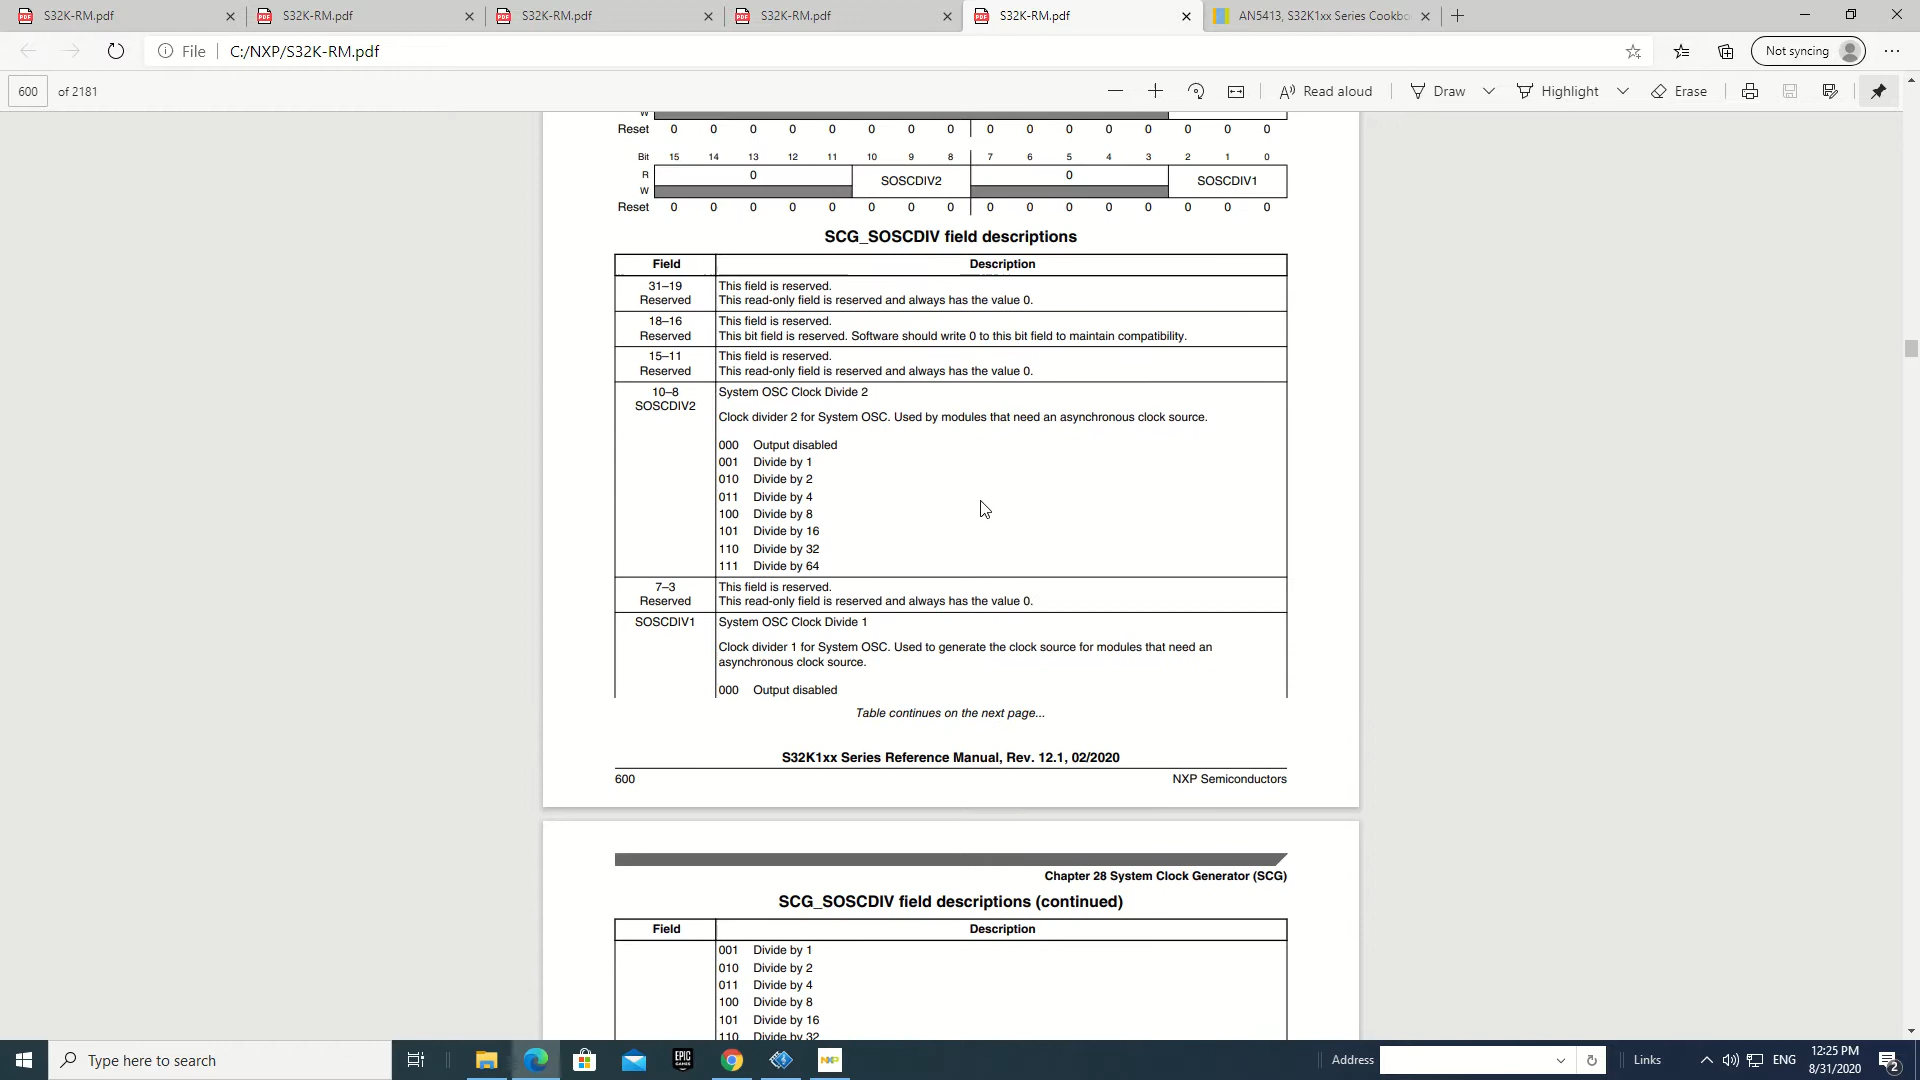 S32K-RM.pdf
S32K-RM.pdf
S32K-RM.pdf
S32K-RM.pdf
S32K-RM.pdf
AN5413, S32K1xx Series Cookbo
File
C:/NXP/S32K-RM.pdf
Not syncing
600 of 2181
Read aloud
Draw
Highlight
Erase
W
Reset 0 0 0 0 0 0 0 0 0 0 0 0 0 0 0 0
Bit 15 14 13 12 11 10 9 8 7 6 5 4 3 2 1 0
R 0 SOSCDIV2 0 SOSCDIV1
W
Reset 0 0 0 0 0 0 0 0 0 0 0 0 0 0 0 0
SCG_SOSCDIV field descriptions
Field Description
31–19 This field is reserved.
Reserved This read-only field is reserved and always has the value 0.
18–16 This field is reserved.
Reserved This bit field is reserved. Software should write 0 to this bit field to maintain compatibility.
15–11 This field is reserved.
Reserved This read-only field is reserved and always has the value 0.
10–8 System OSC Clock Divide 2
SOSCDIV2
Clock divider 2 for System OSC. Used by modules that need an asynchronous clock source.
000 Output disabled
001 Divide by 1
010 Divide by 2
011 Divide by 4
100 Divide by 8
101 Divide by 16
110 Divide by 32
111 Divide by 64
7–3 This field is reserved.
Reserved This read-only field is reserved and always has the value 0.
SOSCDIV1 System OSC Clock Divide 1
Clock divider 1 for System OSC. Used to generate the clock source for modules that need an
asynchronous clock source.
000 Output disabled
Table continues on the next page...
S32K1xx Series Reference Manual, Rev. 12.1, 02/2020
600 NXP Semiconductors
Chapter 28 System Clock Generator (SCG)
SCG_SOSCDIV field descriptions (continued)
Field Description
001 Divide by 1
010 Divide by 2
011 Divide by 4
100 Divide by 8
101 Divide by 16
110 Divide by 32
Type here to search
EPIC GAMES
NXP
Address
Links
ENG
12:25 PM
8/31/2020
2